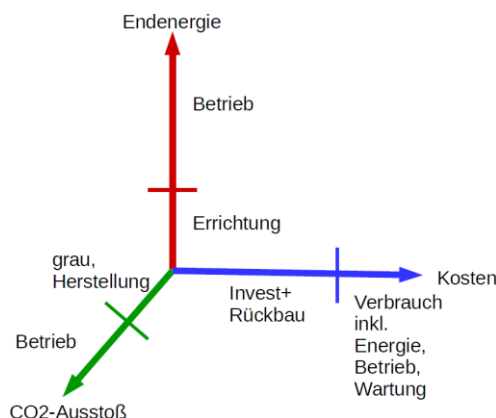 Endenergie
Betrieb
Errichtung
grau,
Herstellung
Invest+
Rückbau
Kosten
Verbrauch
inkl.
Energie,
Betrieb,
Wartung
Betrieb
CO2-Ausstoß